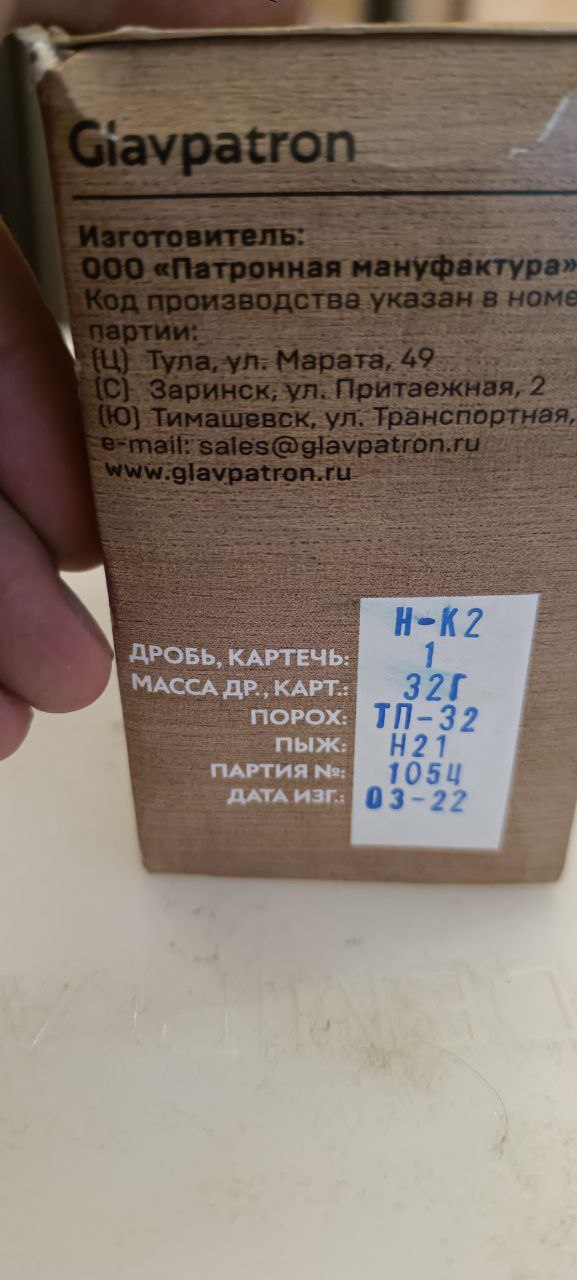 Glavpatron
Изготовитель:
ООО «Патронная мануфактура»
Код производства указан в номе
партии:
(Ц) Тула, ул. Марата, 49
(С) Заринск, ул. Притаежная, 2
(Ю) Тимашевск, ул. Транспортная,
e-mail: sales@glavpatron.ru
www.glavpatron.ru
Н-К2
ДРОБЬ, КАРТЕЧЬ: 1
МАССА ДР., КАРТ.: 32Г
ПОРОХ: ТП-32
ПЫЖ: Н21
ПАРТИЯ №: 1054
ДАТА ИЗГ.: 03-22